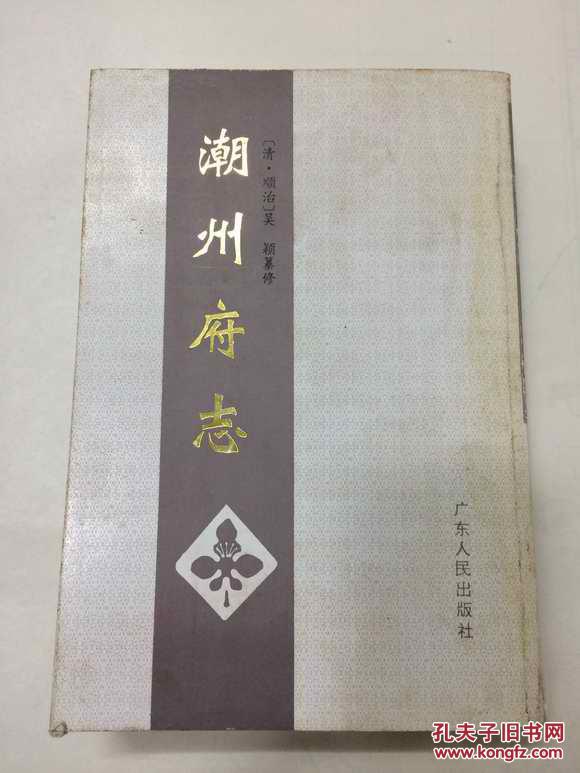 潮州府志
〔清·顺治〕吴 颖纂修
广东人民出版社
孔夫子旧书网
www.kongfz.com